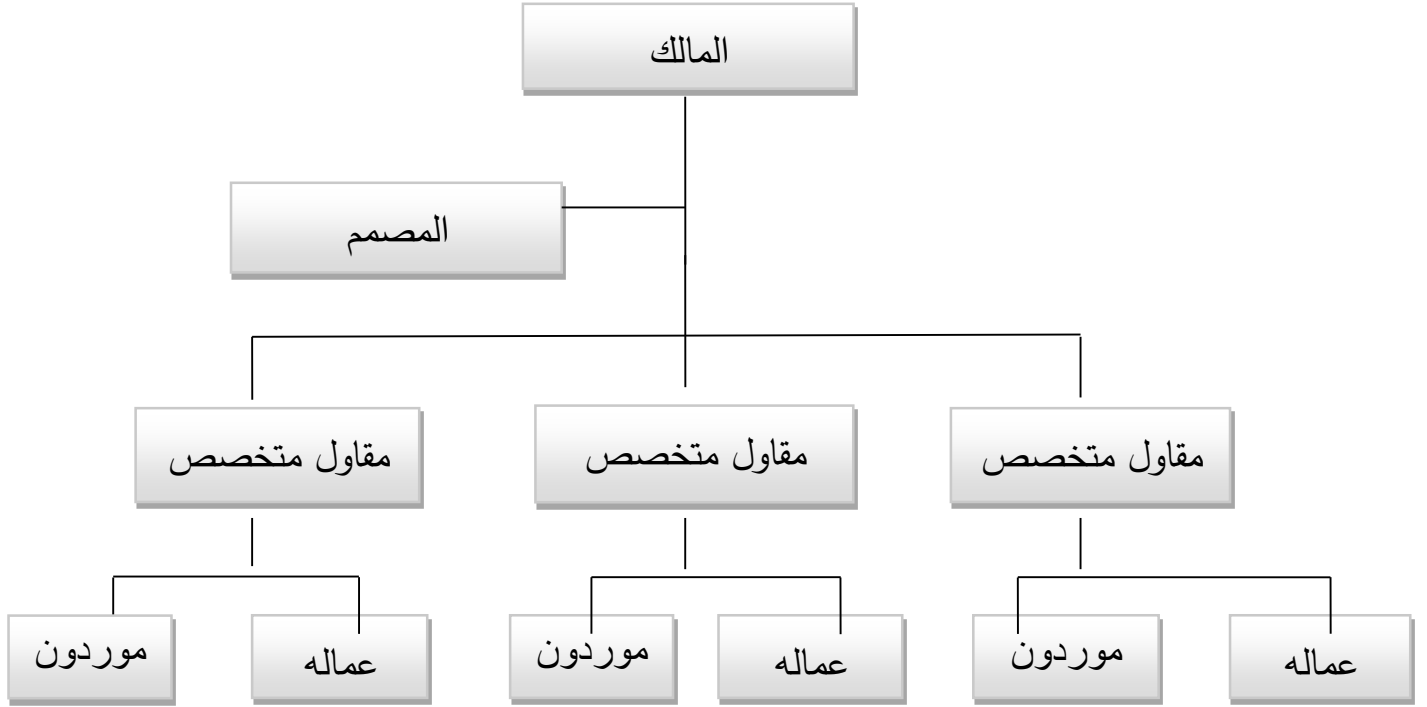 المالك
المصمم
مقاول متخصص
مقاول متخصص
مقاول متخصص
عماله
موردون
عماله
موردون
عماله
موردون